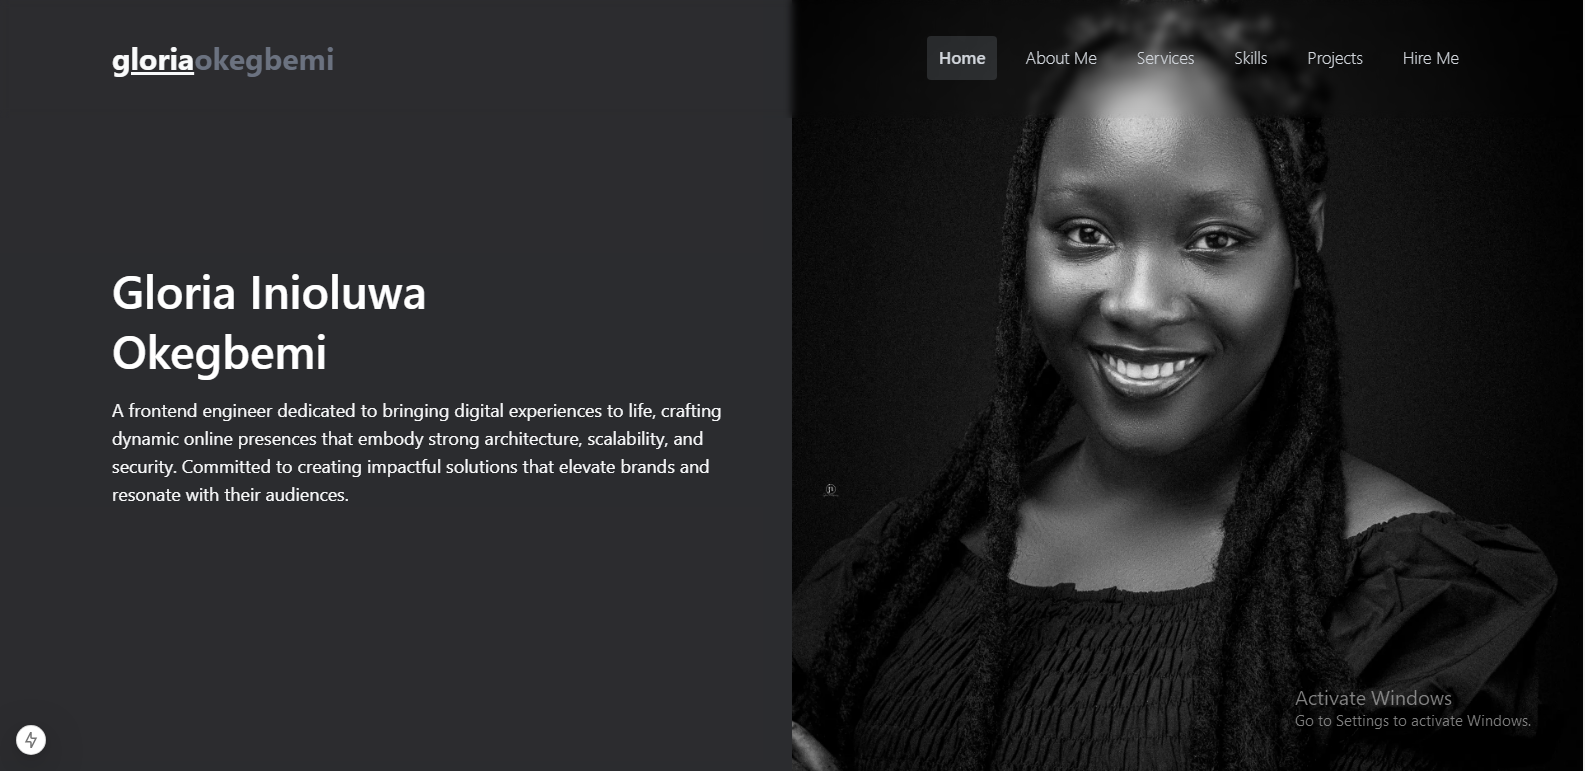 gloriaokegbemi
Home About Me Services Skills Projects Hire Me
Gloria Inioluwa
Okegbemi
A frontend engineer dedicated to bringing digital experiences to life, crafting
dynamic online presences that embody strong architecture, scalability, and
security. Committed to creating impactful solutions that elevate brands and
resonate with their audiences.
Activate Windows
Go to Settings to activate Windows.